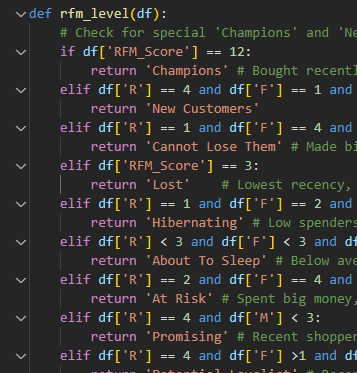 def rfm_level(df):
# Check for special 'Champions' and 'Ne
if df['RFM_Score'] == 12:
return 'Champions' # Bought recentl
elif df['R'] == 4 and df['F'] == 1 and
return 'New Customers'
elif df['R'] == 1 and df['F'] == 4 and
return 'Cannot Lose Them' # Made bi
elif df['RFM_Score'] == 3:
return 'Lost' # Lowest recency,
elif df['R'] == 1 and df['F'] == 2 and
return 'Hibernating' # Low spenders
elif df['R'] < 3 and df['F'] < 3 and df
return 'About To Sleep' # Below ave
elif df['R'] == 2 and df['F'] == 4 and
return 'At Risk' # Spent big money,
elif df['R'] == 4 and df['M'] < 3:
return 'Promising' # Recent shopper
elif df['R'] == 4 and df['F'] >1 and df